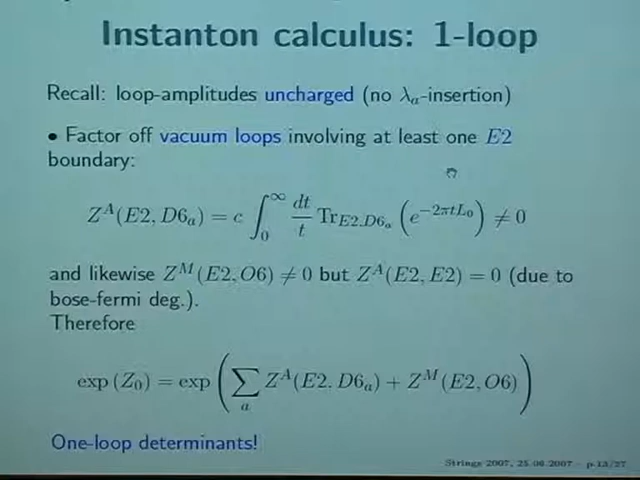 Instanton calculus: 1-loop
Recall: loop-amplitudes uncharged (no λₐ-insertion)
• Factor off vacuum loops involving at least one E2
boundary:
Z^A(E2, D6_a) = c ∫_0^∞ dt/t Tr_{E2.D6_a} (e^{-2πtL_0}) ≠ 0
and likewise Z^M(E2, O6) ≠ 0 but Z^A(E2, E2) = 0 (due to
bose-fermi deg.).
Therefore
exp (Z_0) = exp ( ∑_a Z^A(E2. D6_a) + Z^M(E2, O6) )
One-loop determinants!
Strings 2007, 25.06.2007 – p.13/27